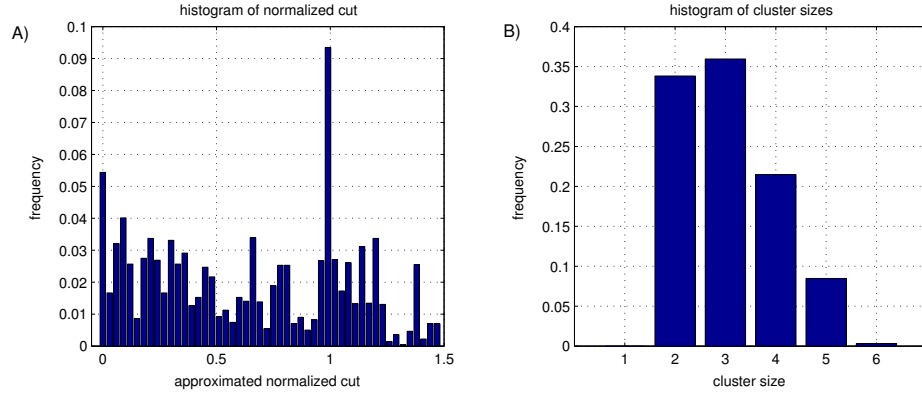 A)
histogram of normalized cut
0.1
0.09
0.08
0.07
0.06
0.05
0.04
0.03
0.02
0.01
0
frequency
0 0.5 1 1.5
approximated normalized cut
B)
histogram of cluster sizes
0.4
0.35
0.3
0.25
0.2
0.15
0.1
0.05
0
frequency
1 2 3 4 5 6
cluster size